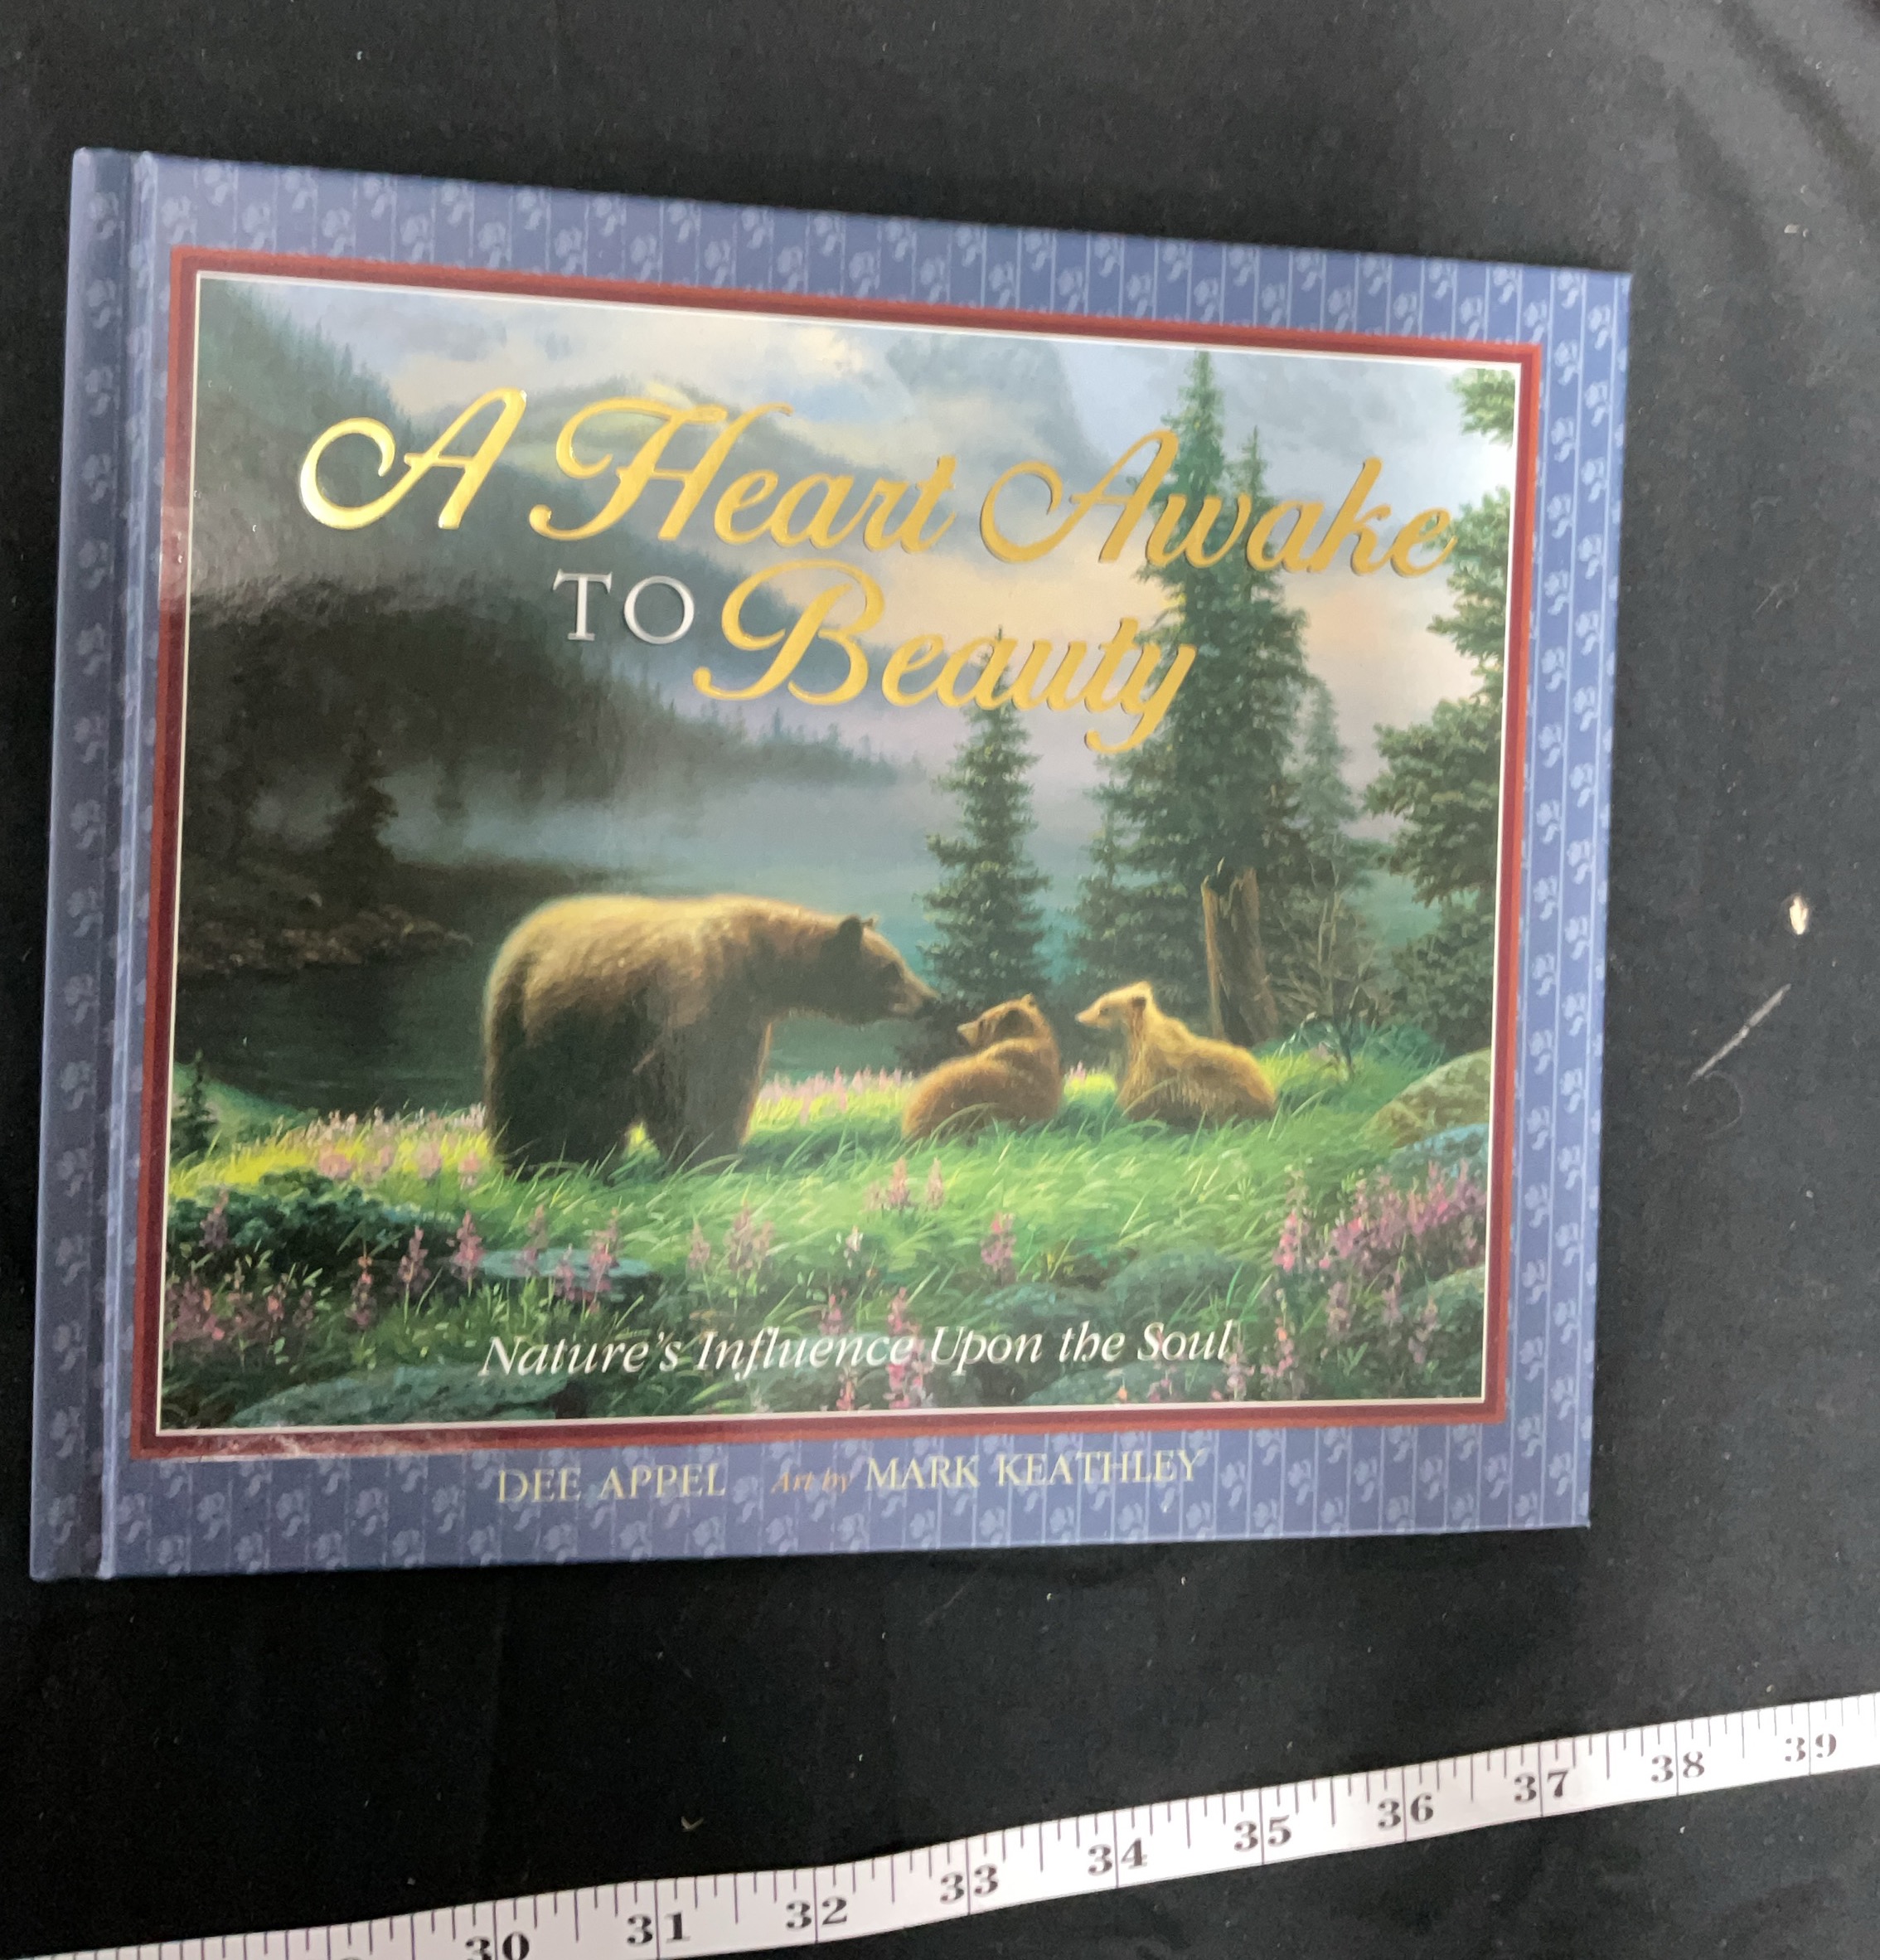 A Heart Awake
TO Beauty
Nature's Influence Upon the Soul
DEE APPEL Art by MARK KEATHLEY
30 31 32 33 34 35 36 37 38 39